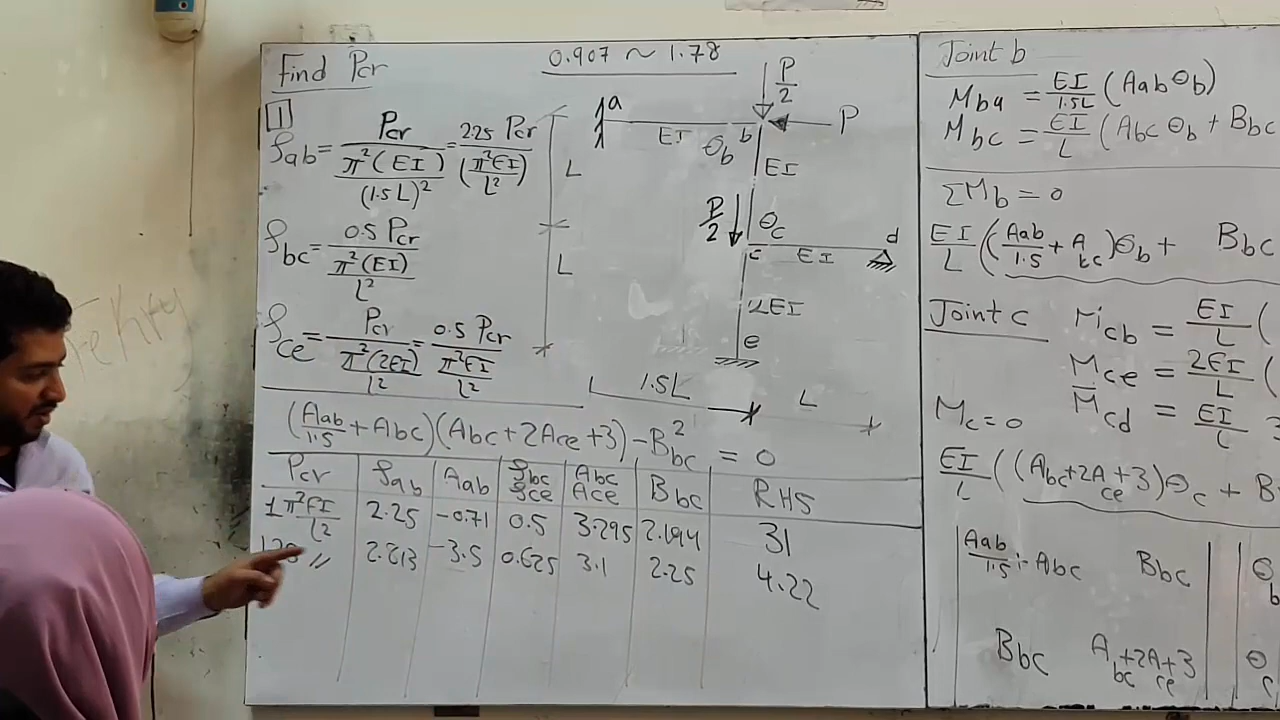 Find Pcr
0.907 ~ 1.78
1
ρab = Pcr / (π²(EI) / (1.5L)²) = 2.25 Pcr / (π²EI / L²)
ρbc = 0.5 Pcr / (π²(EI) / L²)
ρce = Pcr / (π²(2EI) / L²) = 0.5 Pcr / (π²EI / L²)
P/2
a
EI
θb
b
P
L
EI
P/2
θc
c
EI
d
L
2EI
e
1.5L
L
(Aab/1.5 + Abc)(Abc + 2Ace + 3) - B²bc = 0
Pcr ρab Aab ρbc ρce Abc Ace Bbc RHS
1 π²EI/L² 2.25 -0.71 0.5 3.295 2.194 31
2.813 -3.5 0.625 3.1 2.25 4.22
Joint b
Mba = EI/1.5L (Aab θb)
Mbc = EI/L (Abc θb + Bbc
ΣMb = 0
EI/L ((Aab/1.5 + Abc)θb + Bbc
Joint c
Mcb = EI/L (
Mce = 2EI/L (
Mc = 0
Mcd = EI/L 3
EI/L ((Abc + 2Ace + 3)θc + B
Aab/1.5 + Abc Bbc θb
Bbc Abc + 2Ace + 3 θc